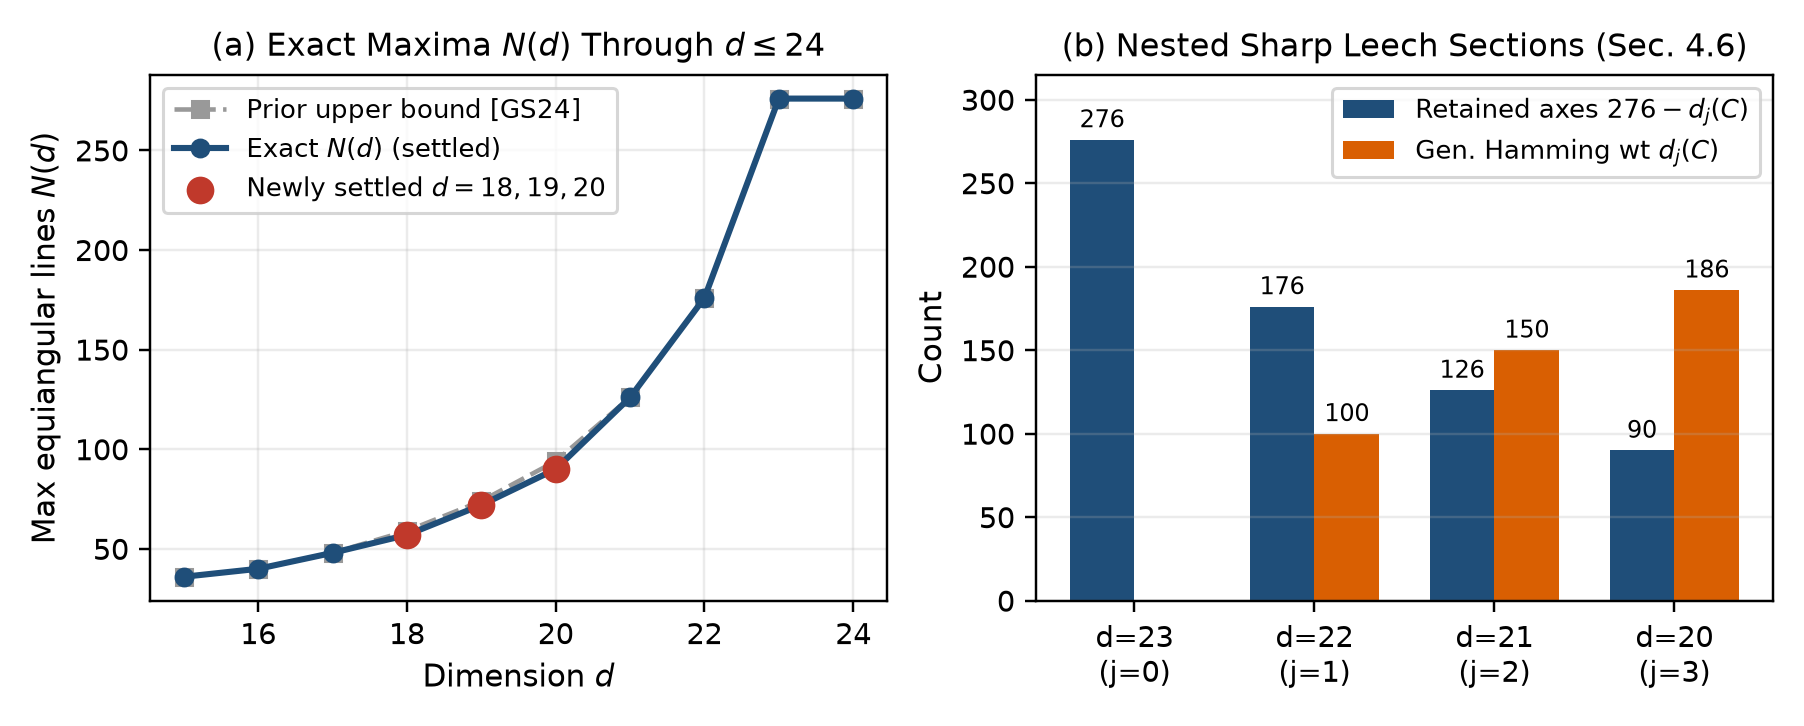 (a) Exact Maxima N(d) Through d ≤ 24
Max equiangular lines N(d)
250
200
150
100
50
Prior upper bound [GS24]
Exact N(d) (settled)
Newly settled d = 18, 19, 20
16 18 20 22 24
Dimension d
(b) Nested Sharp Leech Sections (Sec. 4.6)
Count
300
250
200
150
100
50
0
Retained axes 276 − d_j(C)
Gen. Hamming wt d_j(C)
276
176
100
126
150
90
186
d=23 d=22 d=21 d=20
(j=0) (j=1) (j=2) (j=3)